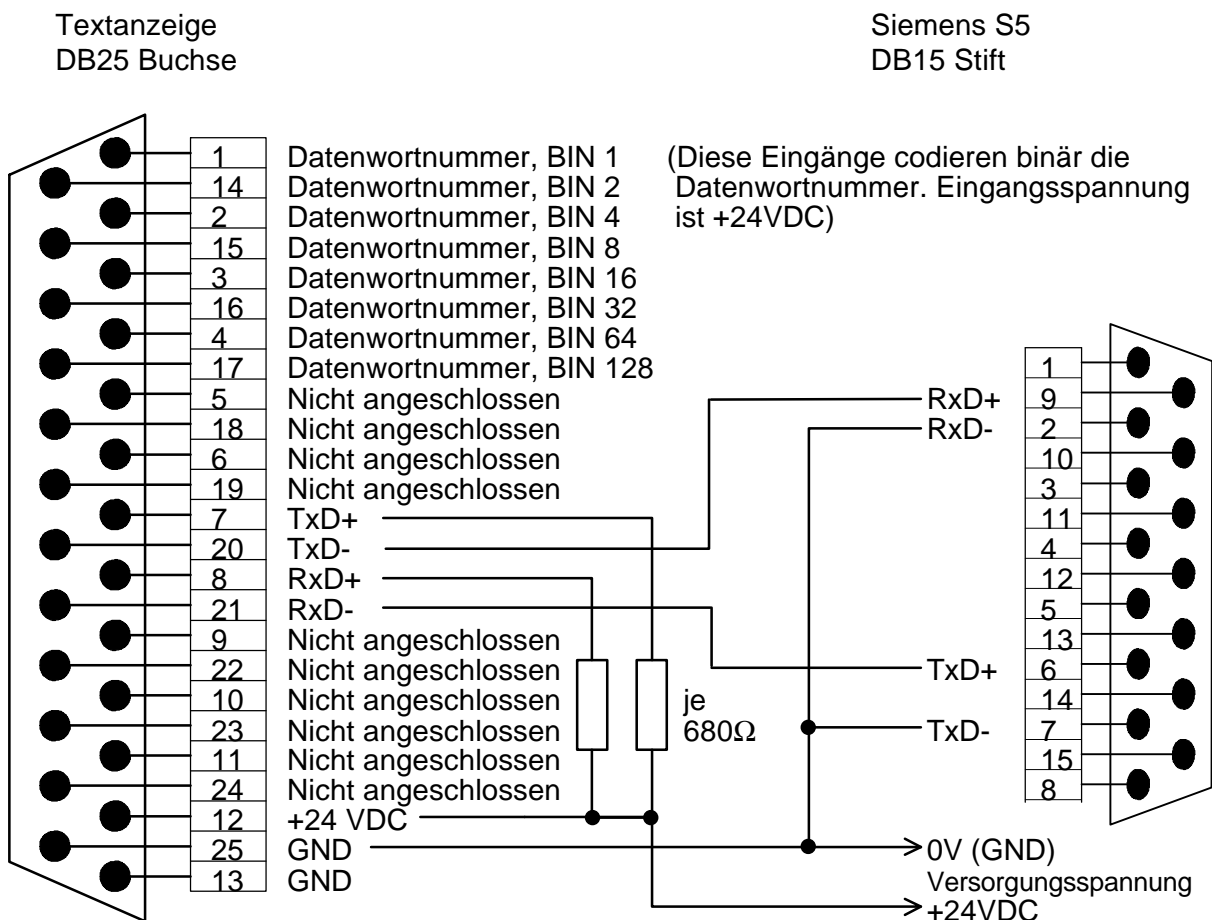 Textanzeige
DB25 Buchse
Siemens S5
DB15 Stift
1 Datenwortnummer, BIN 1
14 Datenwortnummer, BIN 2
2 Datenwortnummer, BIN 4
15 Datenwortnummer, BIN 8
3 Datenwortnummer, BIN 16
16 Datenwortnummer, BIN 32
4 Datenwortnummer, BIN 64
17 Datenwortnummer, BIN 128
5 Nicht angeschlossen
18 Nicht angeschlossen
6 Nicht angeschlossen
19 Nicht angeschlossen
7 TxD+
20 TxD-
8 RxD+
21 RxD-
9 Nicht angeschlossen
22 Nicht angeschlossen
10 Nicht angeschlossen
23 Nicht angeschlossen
11 Nicht angeschlossen
24 Nicht angeschlossen
12 +24 VDC
25 GND
13 GND
(Diese Eingänge codieren binär die
Datenwortnummer. Eingangsspannung
ist +24VDC)
je
680Ω
1
RxD+ 9
RxD- 2
10
3
11
4
12
5
13
TxD+ 6
14
TxD- 7
15
8
0V (GND)
Versorgungsspannung
+24VDC